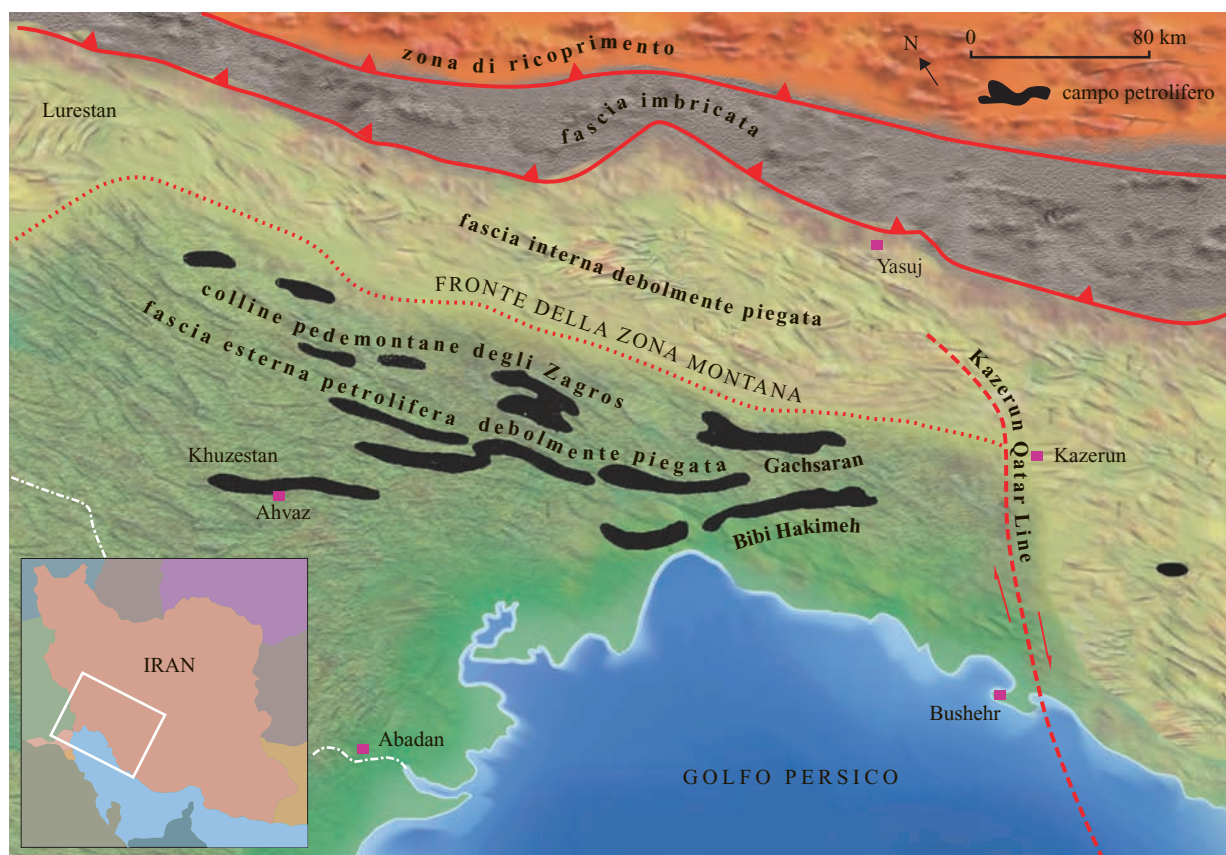 zona di ricoprimento
N
0 80 km
campo petrolifero
Lurestan
fascia imbricata
fascia interna debolmente piegata
Yasuj
FRONTE DELLA ZONA MONTANA
colline pedemontane degli Zagros
fascia esterna petrolifera debolmente piegata
Kazerun Qatar Line
Kazerun
Khuzestan
Gachsaran
Ahvaz
Bibi Hakimeh
IRAN
Bushehr
Abadan
GOLFO PERSICO